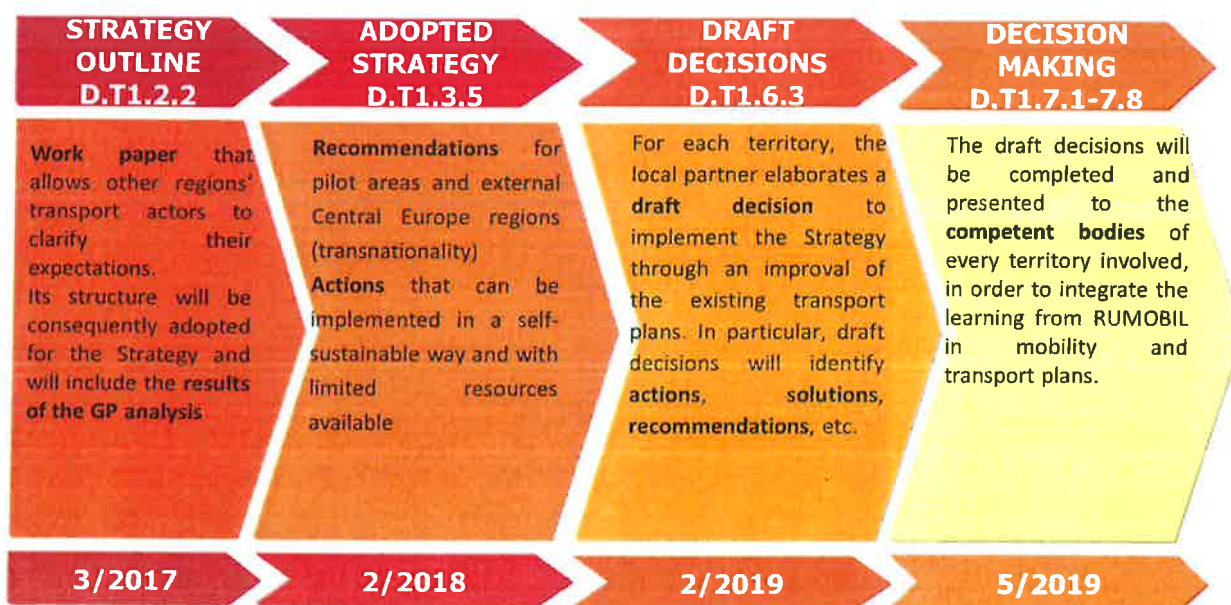 STRATEGY
OUTLINE
D.T1.2.2
ADOPTED
STRATEGY
D.T1.3.5
DRAFT
DECISIONS
D.T1.6.3
DECISION
MAKING
D.T1.7.1-7.8
Work paper that
allows other regions'
transport actors to
clarify their
expectations.
Its structure will be
consequently adopted
for the Strategy and
will include the results
of the GP analysis
Recommendations for
pilot areas and external
Central Europe regions
(transnationality)
Actions that can be
implemented in a self-
sustainable way and with
limited resources
available
For each territory, the
local partner elaborates a
draft decision to
implement the Strategy
through an improval of
the existing transport
plans. In particular, draft
decisions will identify
actions, solutions,
recommendations, etc.
The draft decisions will
be completed and
presented to the
competent bodies of
every territory involved,
in order to integrate the
learning from RUMOBIL
in mobility and
transport plans.
3/2017
2/2018
2/2019
5/2019